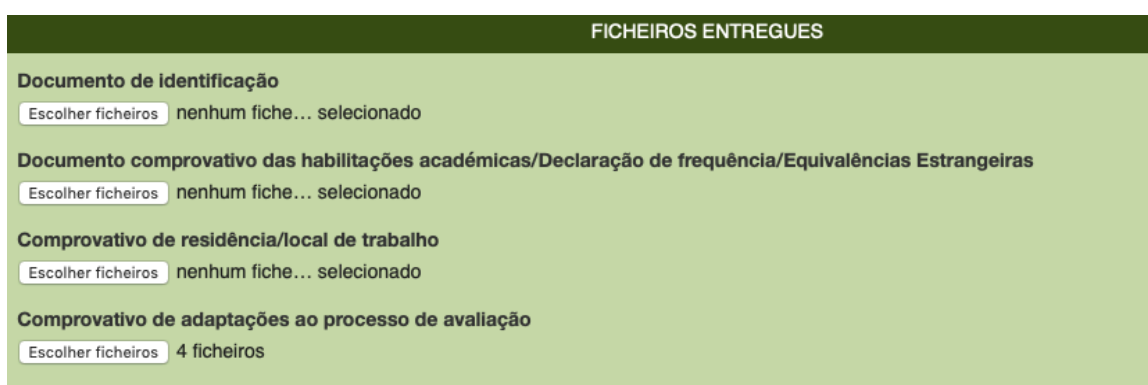 FICHEIROS ENTREGUES
Documento de identificação
Escolher ficheiros nenhum fiche… selecionado
Documento comprovativo das habilitações académicas/Declaração de frequência/Equivalências Estrangeiras
Escolher ficheiros nenhum fiche… selecionado
Comprovativo de residência/local de trabalho
Escolher ficheiros nenhum fiche… selecionado
Comprovativo de adaptações ao processo de avaliação
Escolher ficheiros 4 ficheiros